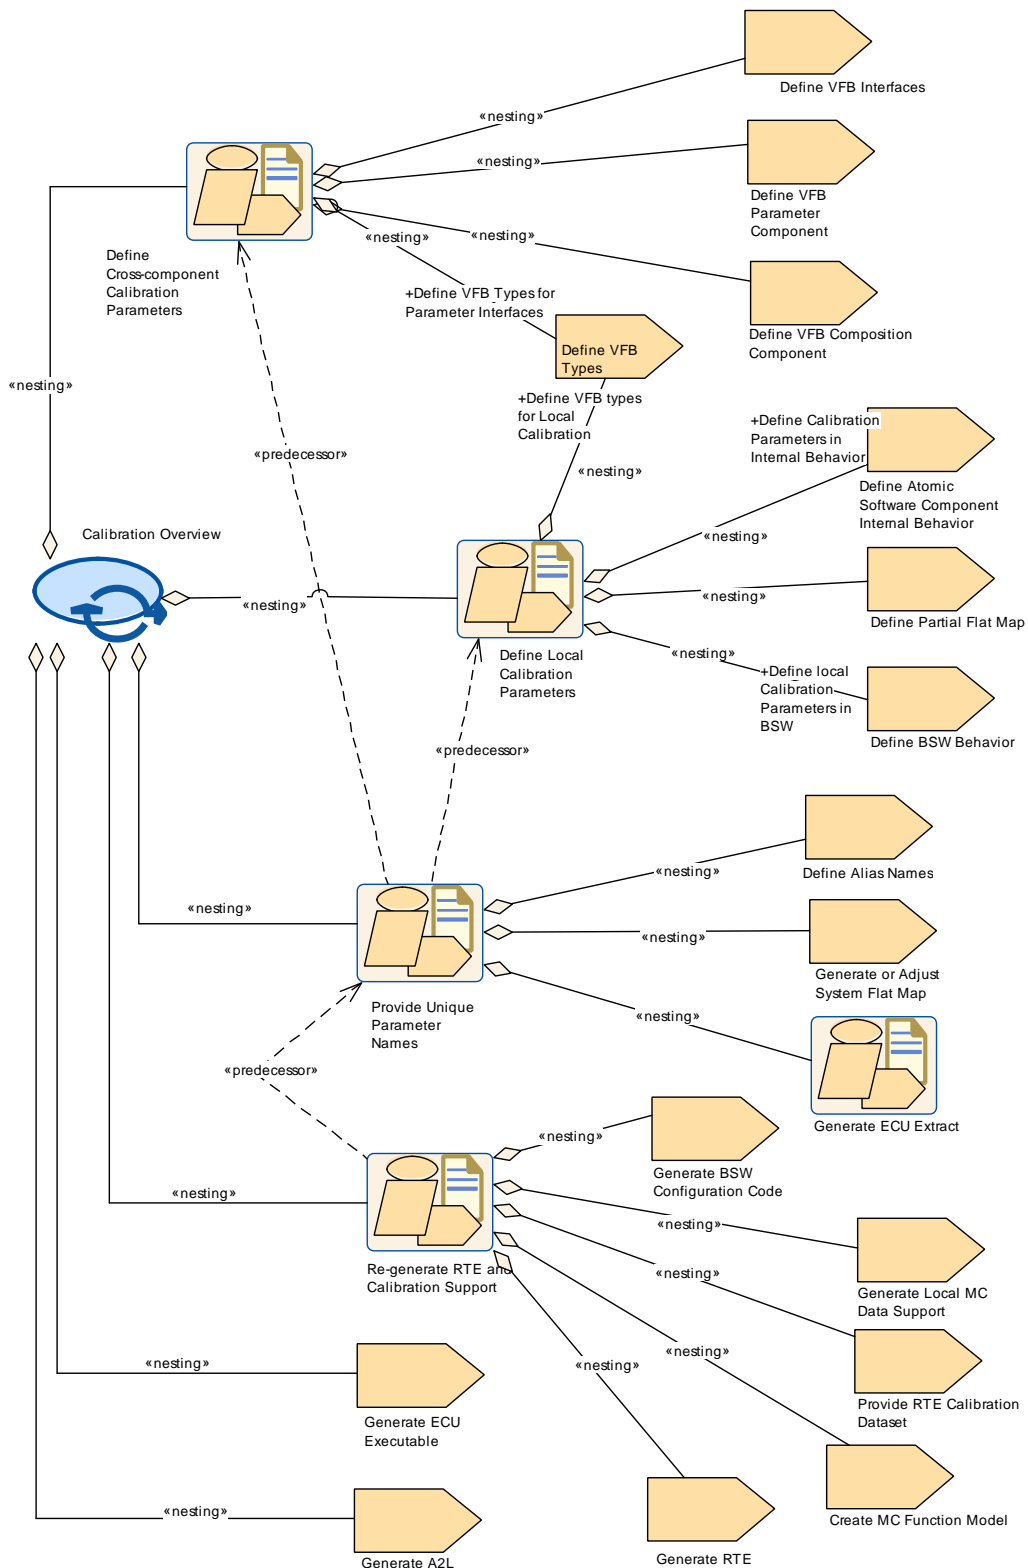 Define VFB Interfaces
«nesting»
«nesting»
Define VFB
Parameter
Component
«nesting»
«nesting»
Define
Cross-component
Calibration
Parameters
+Define VFB Types for
Parameter Interfaces
Define VFB Composition
Component
Define VFB
Types
«nesting»
+Define VFB types
for Local
Calibration
+Define Calibration
Parameters in
Internal Behavior
«predecessor»
«nesting»
Define Atomic
Software Component
Internal Behavior
Calibration Overview
«nesting»
«nesting»
«nesting»
Define Partial Flat Map
Define Local
Calibration
Parameters
«nesting»
+Define local
Calibration
Parameters in
BSW
Define BSW Behavior
«predecessor»
«nesting»
Define Alias Names
«nesting»
«nesting»
Generate or Adjust
System Flat Map
Provide Unique
Parameter
Names
«nesting»
«predecessor»
Generate ECU Extract
«nesting»
Generate BSW
Configuration Code
«nesting»
«nesting»
Re-generate RTE and
Calibration Support
«nesting»
Generate Local MC
Data Support
«nesting»
«nesting»
«nesting»
Provide RTE Calibration
Dataset
Generate ECU
Executable
«nesting»
Create MC Function Model
Generate RTE
Generate A2L